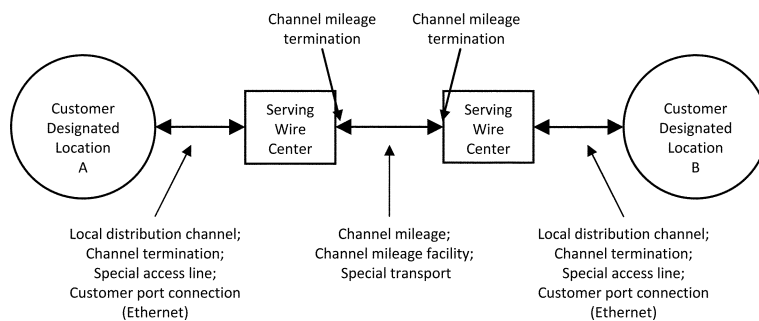 Channel mileage
termination
Channel mileage
termination
Customer
Designated
Location
A
Serving
Wire
Center
Serving
Wire
Center
Customer
Designated
Location
B
Local distribution channel;
Channel termination;
Special access line;
Customer port connection
(Ethernet)
Channel mileage;
Channel mileage facility;
Special transport
Local distribution channel;
Channel termination;
Special access line;
Customer port connection
(Ethernet)